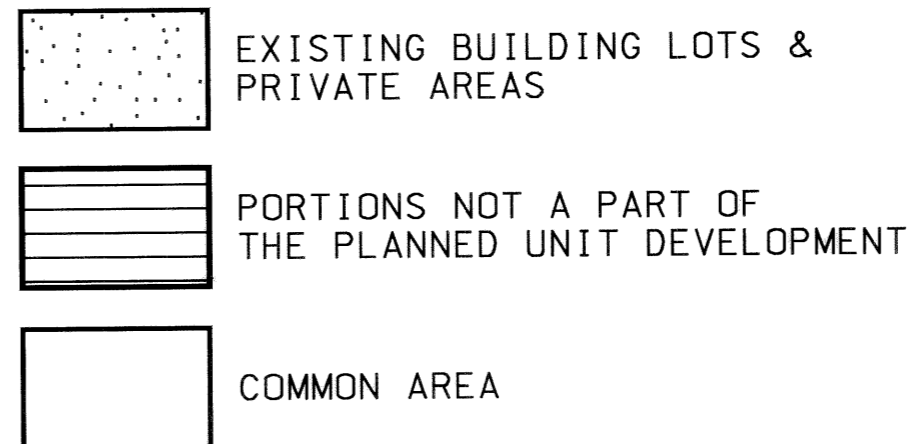 EXISTING BUILDING LOTS &
PRIVATE AREAS
PORTIONS NOT A PART OF
THE PLANNED UNIT DEVELOPMENT
COMMON AREA